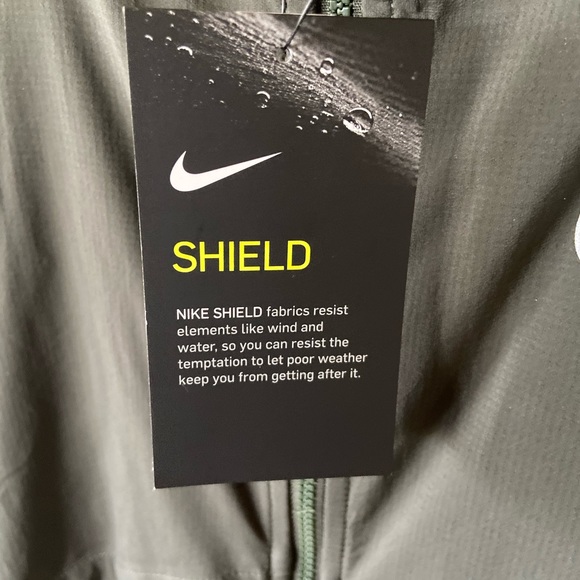 SHIELD
NIKE SHIELD fabrics resist
elements like wind and
water, so you can resist the
temptation to let poor weather
keep you from getting after it.